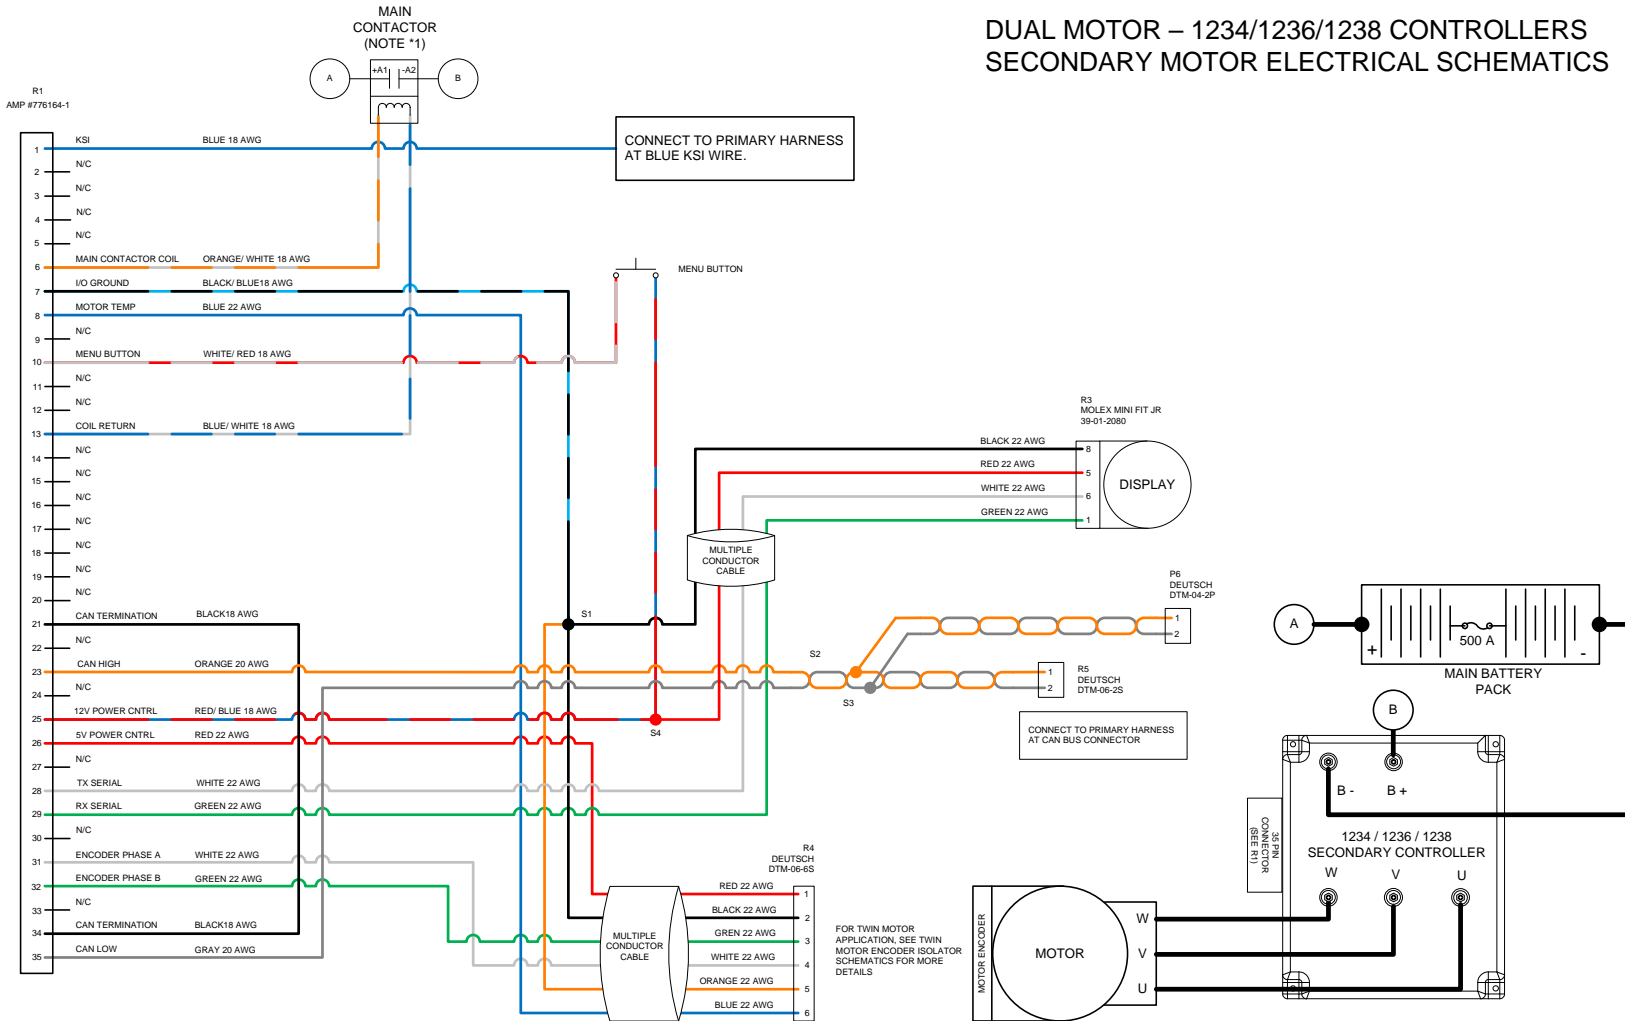 DUAL MOTOR – 1234/1236/1238 CONTROLLERS
SECONDARY MOTOR ELECTRICAL SCHEMATICS
MAIN
CONTACTOR
(NOTE *1)
A
+A1
-A2
B
R1
AMP #776164-1
CONNECT TO PRIMARY HARNESS
AT BLUE KSI WIRE.
1 KSI BLUE 18 AWG
2 N/C
3 N/C
4 N/C
5 N/C
6 MAIN CONTACTOR COIL ORANGE/ WHITE 18 AWG
7 I/O GROUND BLACK/ BLUE18 AWG
8 MOTOR TEMP BLUE 22 AWG
9 N/C
10 MENU BUTTON WHITE/ RED 18 AWG
11 N/C
12 N/C
13 COIL RETURN BLUE/ WHITE 18 AWG
14 N/C
15 N/C
16 N/C
17 N/C
18 N/C
19 N/C
20 N/C
21 CAN TERMINATION BLACK18 AWG
22 N/C
23 CAN HIGH ORANGE 20 AWG
24 N/C
25 12V POWER CNTRL RED/ BLUE 18 AWG
26 5V POWER CNTRL RED 22 AWG
27 N/C
28 TX SERIAL WHITE 22 AWG
29 RX SERIAL GREEN 22 AWG
30 N/C
31 ENCODER PHASE A WHITE 22 AWG
32 ENCODER PHASE B GREEN 22 AWG
33 N/C
34 CAN TERMINATION BLACK18 AWG
35 CAN LOW GRAY 20 AWG
MENU BUTTON
R3
MOLEX MINI FIT JR
39-01-2080
BLACK 22 AWG 8
RED 22 AWG 5
WHITE 22 AWG 6
GREEN 22 AWG 1
DISPLAY
MULTIPLE
CONDUCTOR
CABLE
S1
S2
S3
S4
P6
DEUTSCH
DTM-04-2P
1
2
R5
DEUTSCH
DTM-06-2S
1
2
CONNECT TO PRIMARY HARNESS
AT CAN BUS CONNECTOR
R4
DEUTSCH
DTM-06-6S
RED 22 AWG 1
BLACK 22 AWG 2
GREN 22 AWG 3
WHITE 22 AWG 4
ORANGE 22 AWG 5
BLUE 22 AWG 6
MULTIPLE
CONDUCTOR
CABLE
FOR TWIN MOTOR
APPLICATION, SEE TWIN
MOTOR ENCODER ISOLATOR
SCHEMATICS FOR MORE
DETAILS
MOTOR ENCODER
MOTOR
W
V
U
A
+
500 A
-
MAIN BATTERY
PACK
B
B -
B +
35 PIN
CONNECTOR
(SEE R1)
1234 / 1236 / 1238
SECONDARY CONTROLLER
W
V
U